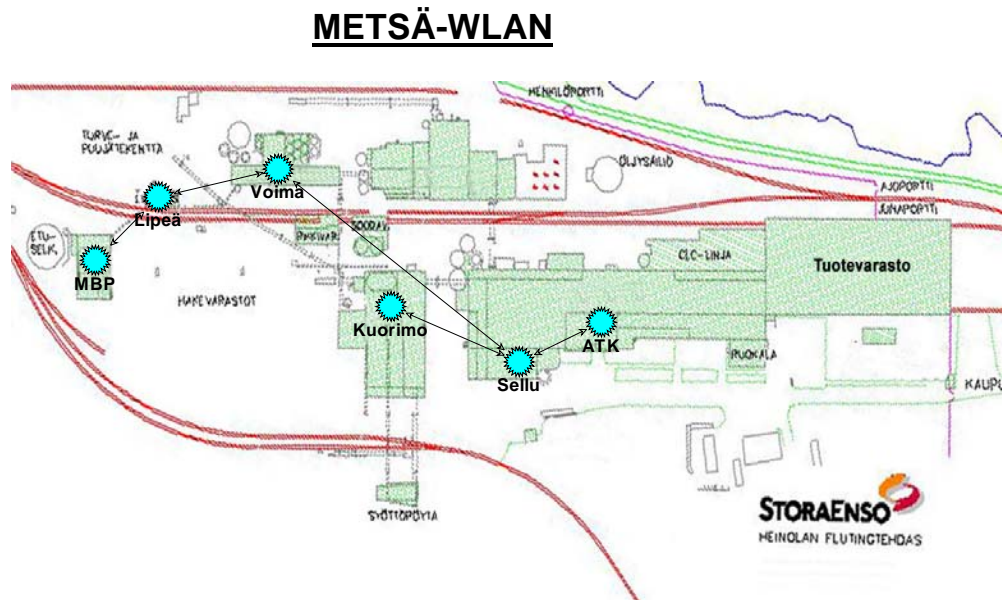 METSÄ-WLAN
HENKILÖPORTTI
TURVE- JA
PUUJÄTEKENTTÄ
ÖLJYSÄILIÖ
Voima
AJOPORTTI
JUNAPORTTI
Lipeä
ETU-
SELK.
MBP
CLC-LINJA
Tuotevarasto
HAKEVARASTOT
Kuorimo
ATK
RUOKALA
Sellu
KAUPU
SYÖTTÖPÖYTÄ
STORAENSO
HEINOLAN FLUTINGTEHDAS